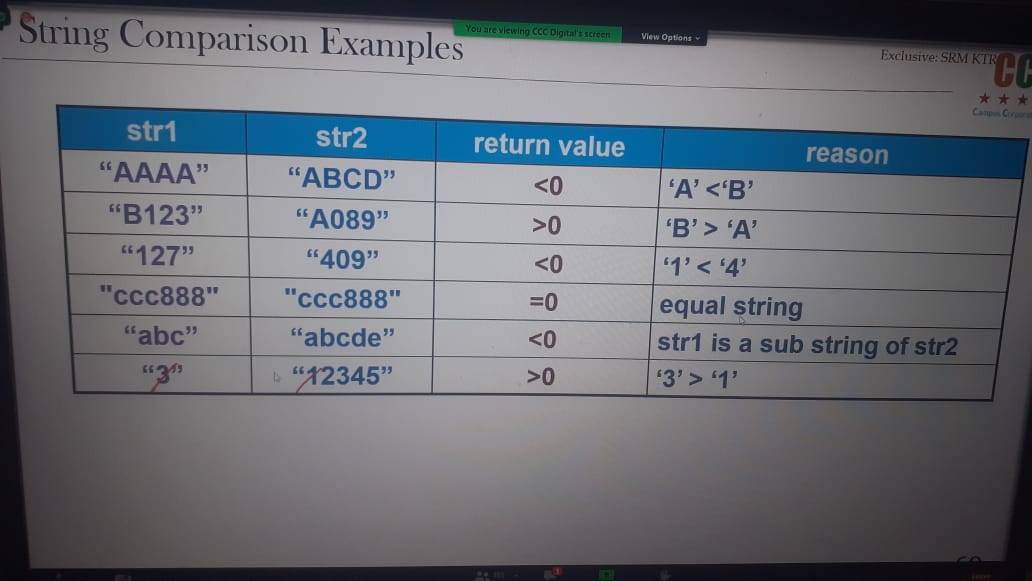 String Comparison Examples
You are viewing CCC Digital's screen
View Options
Exclusive: SRM KTR
CC
Campus Corpora
str1 str2 return value reason
“AAAA” “ABCD” <0 ‘A’ <‘B’
“B123” “A089” >0 ‘B’ > ‘A’
“127” “409” <0 ‘1’ < ‘4’
"ccc888" "ccc888" =0 equal string
“abc” “abcde” <0 str1 is a sub string of str2
“3” “12345” >0 ‘3’ > ‘1’